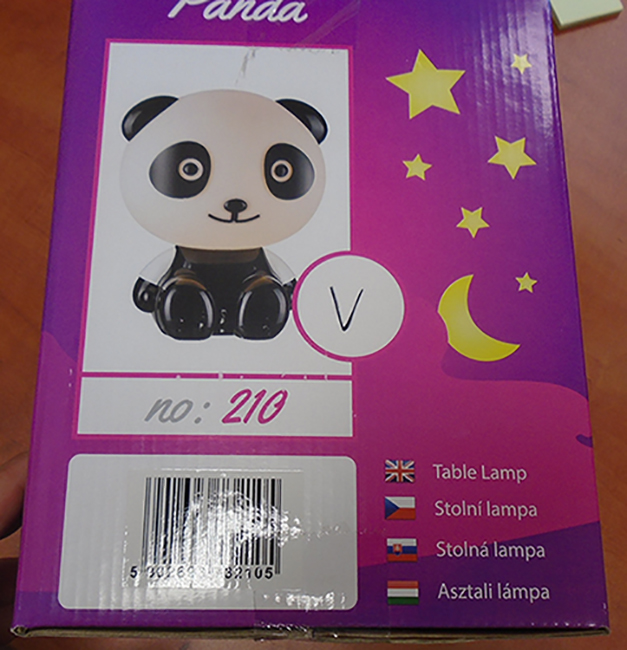 Panda
V
no: 210
Table Lamp
Stolní lampa
Stolná lampa
Asztali lámpa